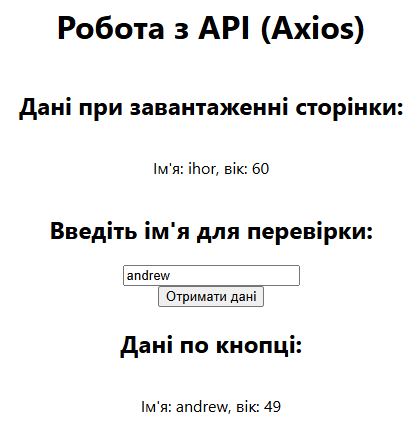 Робота з API (Axios)
Дані при завантаженні сторінки:
Ім'я: ihor, вік: 60
Введіть ім'я для перевірки:
andrew
Отримати дані
Дані по кнопці:
Ім'я: andrew, вік: 49